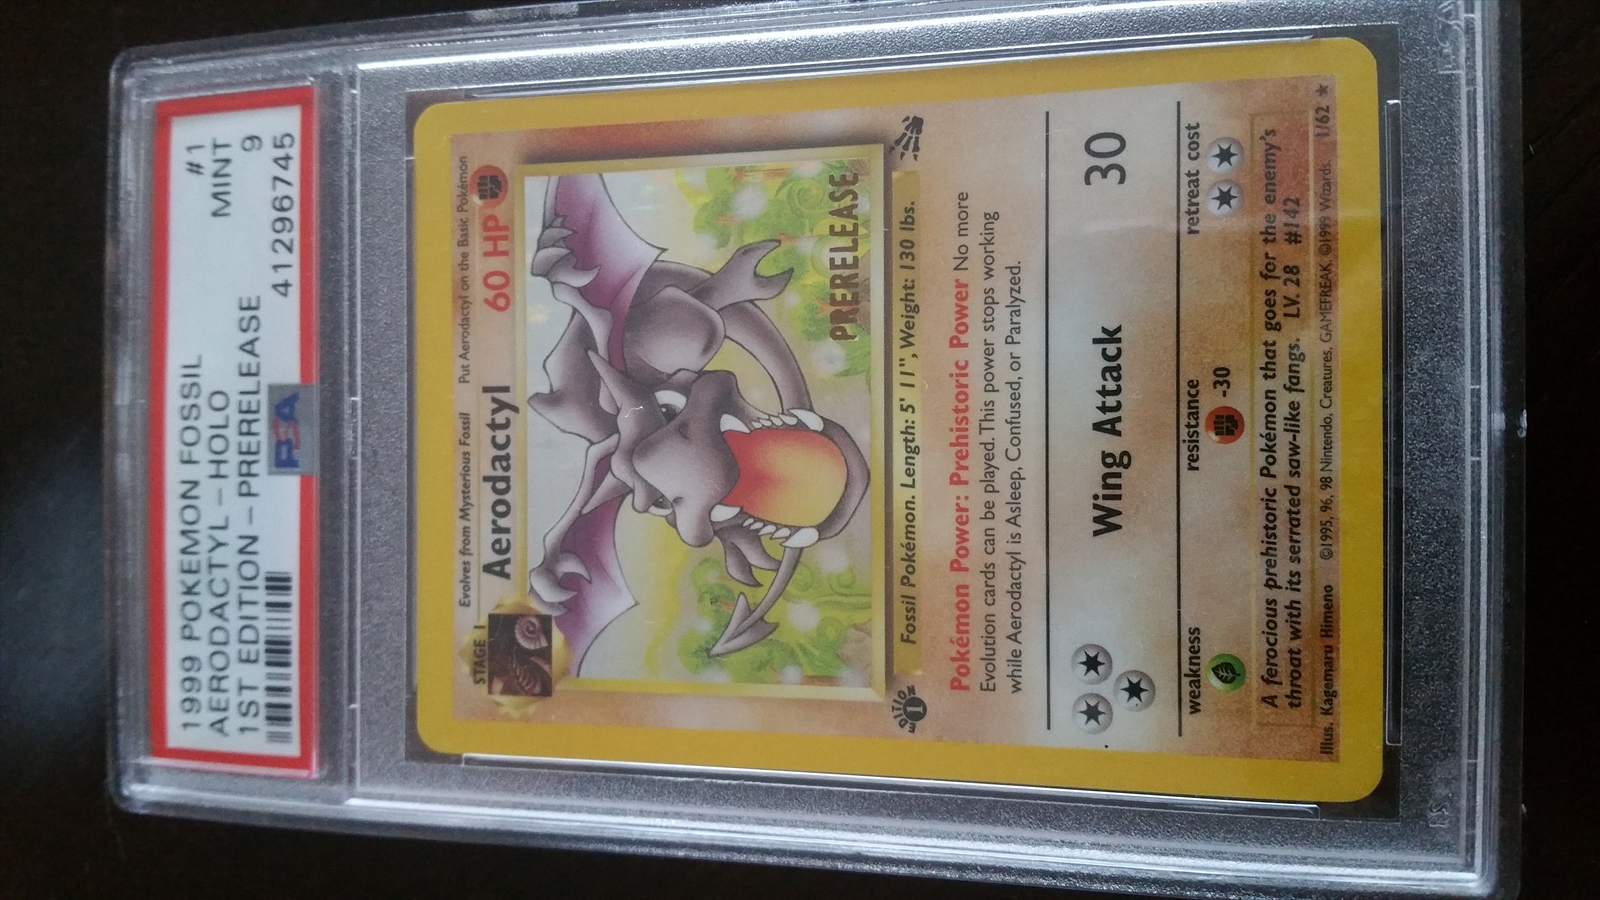 1999 POKEMON FOSSIL #1
AERODACTYL-HOLO MINT
1ST EDITION-PRERELEASE 9
41296745
PSA
STAGE 1
Evolves from Mysterious Fossil Put Aerodactyl on the Basic Pokémon
Aerodactyl 60 HP
PRERELEASE
EDITION
1
Fossil Pokémon. Length: 5' 11", Weight: 130 lbs.
Pokémon Power: Prehistoric Power No more
Evolution cards can be played. This power stops working
while Aerodactyl is Asleep, Confused, or Paralyzed.
Wing Attack 30
weakness resistance retreat cost
-30
A ferocious prehistoric Pokémon that goes for the enemy's
throat with its serrated saw-like fangs. LV. 28 #142
Illus. Kagemaru Himeno ©1995, 96, 98 Nintendo, Creatures, GAMEFREAK. ©1999 Wizards. 1/62 ★